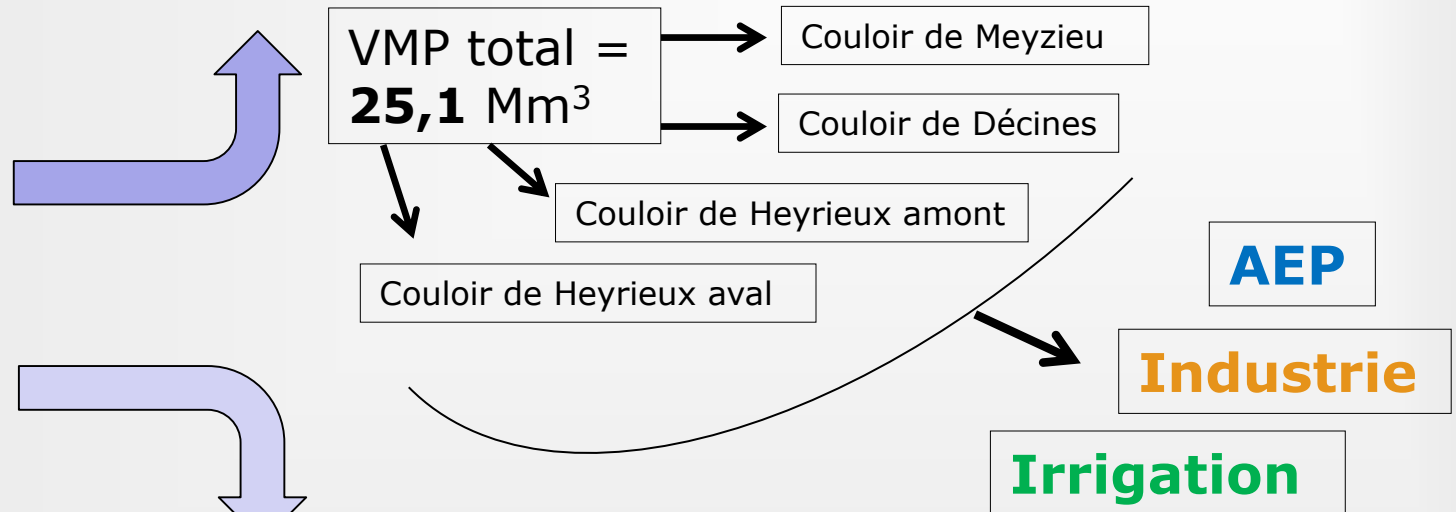 VMP total =
25,1 Mm³
Couloir de Meyzieu
Couloir de Décines
Couloir de Heyrieux amont
Couloir de Heyrieux aval
AEP
Industrie
Irrigation